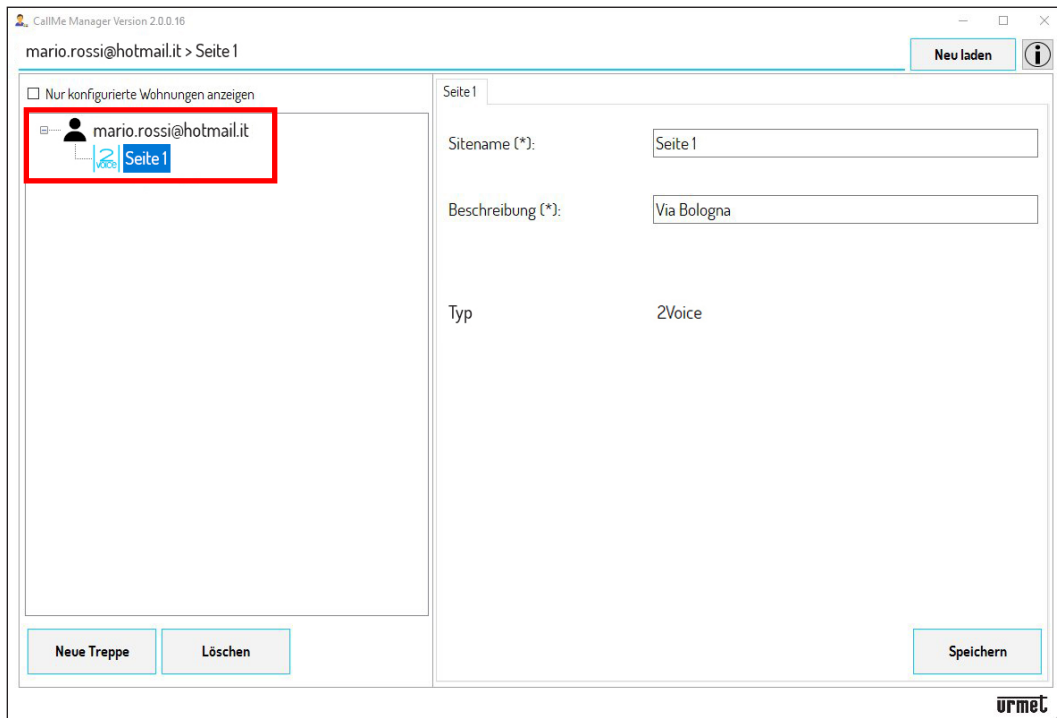 CallMe Manager Version 2.0.0.16
mario.rossi@hotmail.it > Seite 1
Neu laden
Nur konfigurierte Wohnungen anzeigen
mario.rossi@hotmail.it
2 voice Seite 1
Seite 1
Sitename (*): Seite 1
Beschreibung (*): Via Bologna
Typ 2Voice
Neue Treppe Löschen
Speichern
urmet